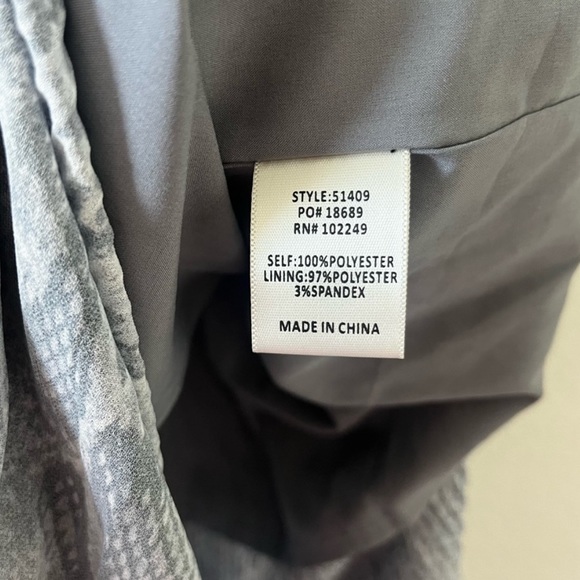 STYLE:51409
PO# 18689
RN# 102249
SELF:100%POLYESTER
LINING:97%POLYESTER
3%SPANDEX
MADE IN CHINA